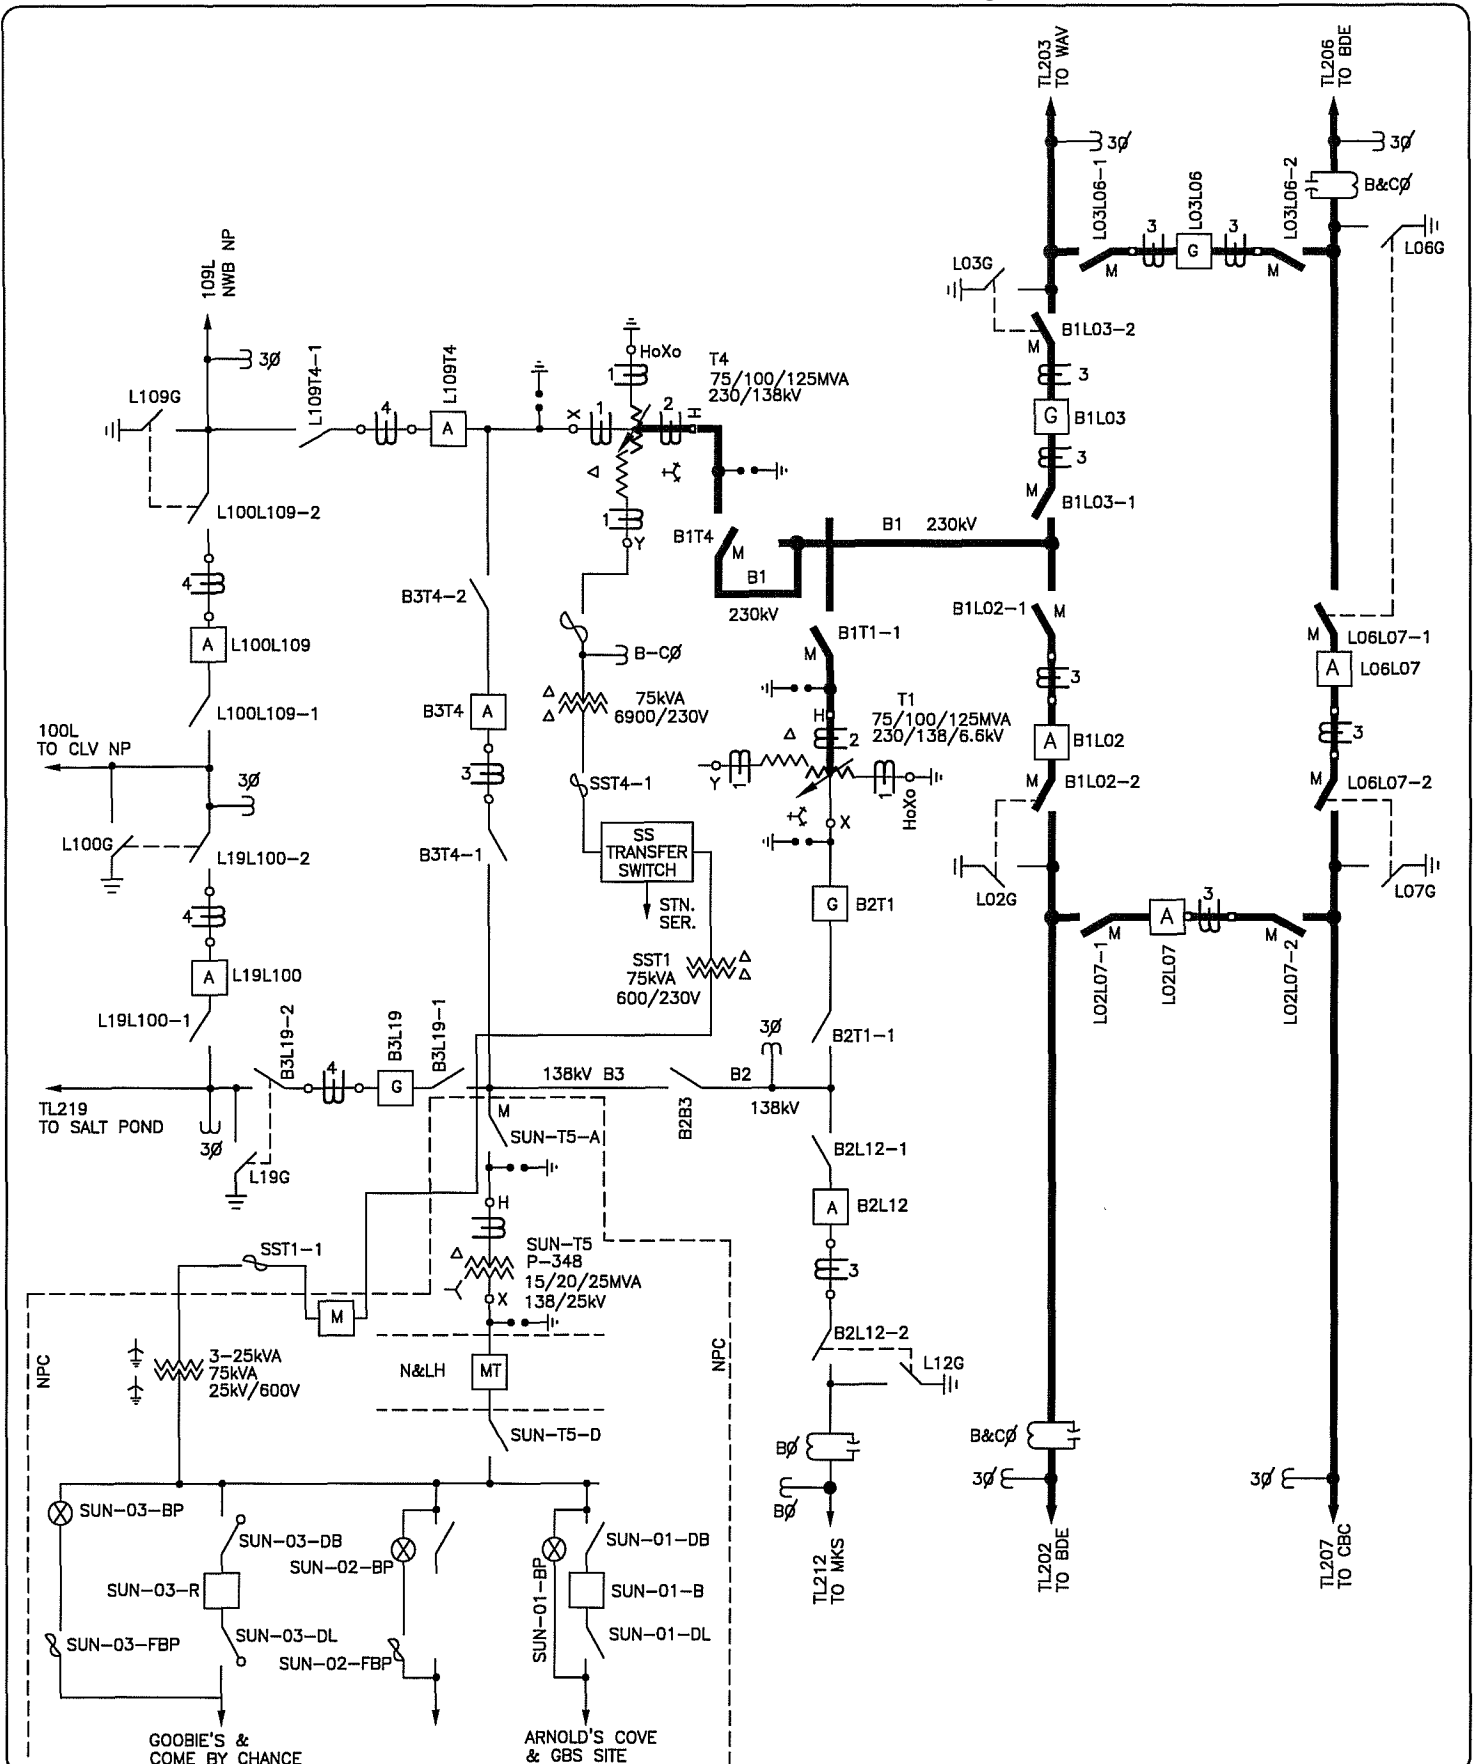 TL203
TO WAV
TL206
TO BDE
3Ø
3Ø
L03L06-1
L03L06
L03L06-2
B&CØ
3
3
G
M
M
L06G
L03G
109L
NWB NP
3Ø
L109G
L109T4-1
L109T4
4
A
HoXo
1
X
1
2
H
T4
75/100/125MVA
230/138kV
Δ
1
Y
B1L03-2
M
3
G
B1L03
3
M
B1L03-1
L100L109-2
4
A
L100L109
L100L109-1
B1T4
M
B1
230kV
B1 230kV
B3T4-2
B-CØ
Δ
Δ
75kVA
6900/230V
B1T1-1
M
B1L02-1
M
3
A
B1L02
M
B1L02-2
L02G
L06L07-1
M
A
L06L07
3
M
L06L07-2
L07G
100L
TO CLV NP
3Ø
L100G
L19L100-2
4
A
L19L100
L19L100-1
B3T4
A
3
B3T4-1
SST4-1
SS
TRANSFER
SWITCH
STN.
SER.
SST1
75kVA
600/230V
Δ
Δ
H
2
T1
75/100/125MVA
230/138/6.6kV
Δ
Y
1
1
HoXo
X
G
B2T1
B2T1-1
L02L07-1
M
A
L02L07
3
M
L02L07-2
TL219
TO SALT POND
3Ø
L19G
B3L19-2
4
B3L19
G
B3L19-1
138kV B3
B2B3
B2
138kV
3Ø
M
SUN-T5-A
H
Δ
SUN-T5
P-348
15/20/25MVA
138/25kV
X
B2L12-1
A
B2L12
3
B2L12-2
L12G
SST1-1
M
NPC
3-25kVA
75kVA
25kV/600V
N&LH
MT
NPC
SUN-T5-D
BØ
BØ
TL212
TO MKS
B&CØ
3Ø
TL202
TO BDE
3Ø
TL207
TO CBC
SUN-03-BP
SUN-03-DB
SUN-03-R
SUN-03-DL
SUN-03-FBP
SUN-02-BP
SUN-02-FBP
SUN-01-BP
SUN-01-DB
SUN-01-B
SUN-01-DL
GOOBIE'S &
COME BY CHANCE
ARNOLD'S COVE
& GBS SITE